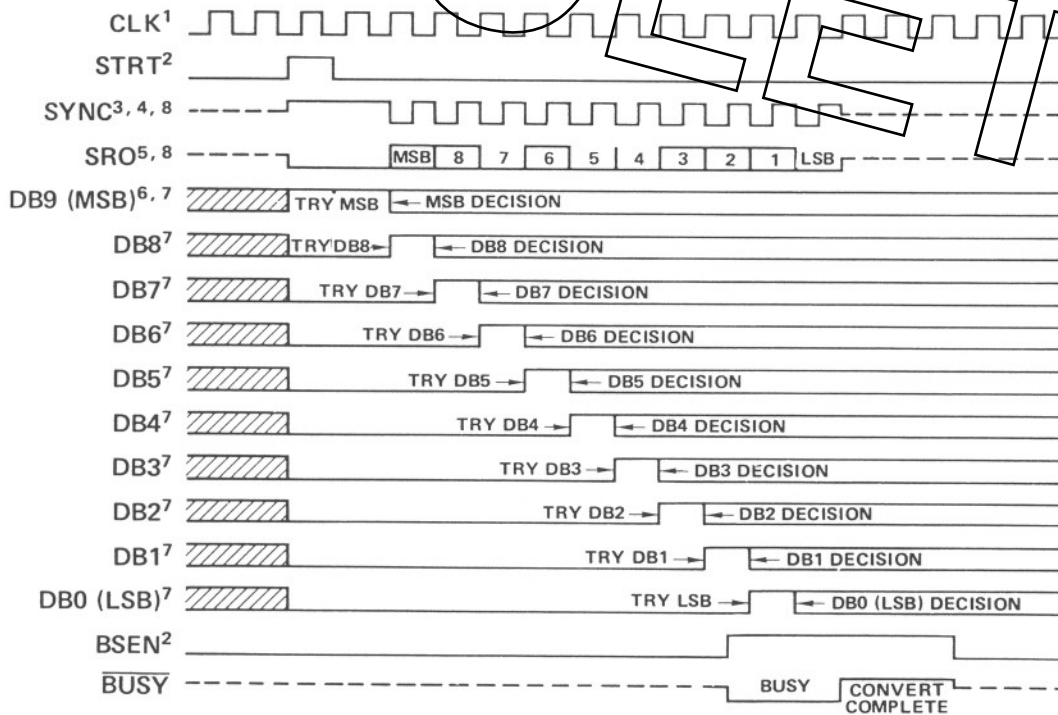 CLK¹
STRT²
SYNC³, ⁴, ⁸
SRO⁵, ⁸ MSB 8 7 6 5 4 3 2 1 LSB
DB9 (MSB)⁶, ⁷ TRY MSB MSB DECISION
DB8⁷ TRY DB8 DB8 DECISION
DB7⁷ TRY DB7 DB7 DECISION
DB6⁷ TRY DB6 DB6 DECISION
DB5⁷ TRY DB5 DB5 DECISION
DB4⁷ TRY DB4 DB4 DECISION
DB3⁷ TRY DB3 DB3 DECISION
DB2⁷ TRY DB2 DB2 DECISION
DB1⁷ TRY DB1 DB1 DECISION
DB0 (LSB)⁷ TRY LSB DB0 (LSB) DECISION
BSEN²
BUSY BUSY CONVERT
COMPLETE